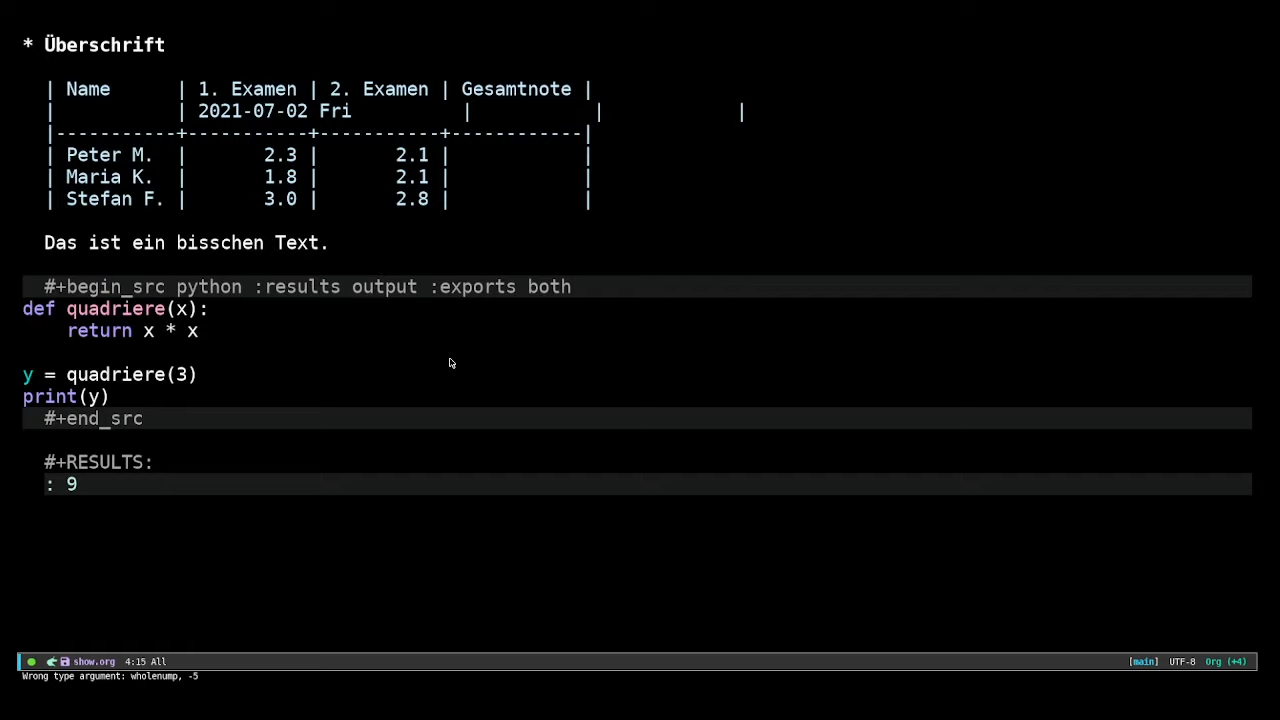 * Überschrift
| Name | 1. Examen | 2. Examen | Gesamtnote |
| | 2021-07-02 Fri | | |
|-----------+-----------+-----------+------------|
| Peter M. | 2.3 | 2.1 | |
| Maria K. | 1.8 | 2.1 | |
| Stefan F. | 3.0 | 2.8 | |
Das ist ein bisschen Text.
#+begin_src python :results output :exports both
def quadriere(x):
    return x * x
y = quadriere(3)
print(y)
#+end_src
#+RESULTS:
: 9
show.org 4:15 All [main] UTF-8 Org (+4)
Wrong type argument: wholenump, -5